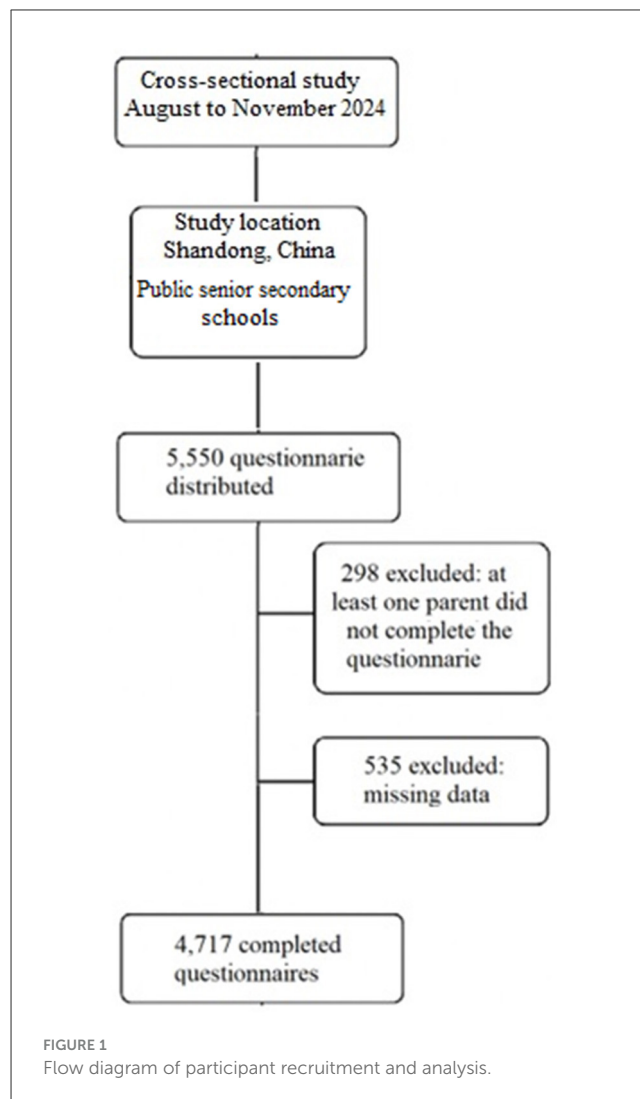 Cross-sectional study
August to November 2024
Study location
Shandong, China
Public senior secondary
schools
5,550 questionnarie
distributed
298 excluded: at
least one parent did
not complete the
questionnarie
535 excluded:
missing data
4,717 completed
questionnaires
FIGURE 1
Flow diagram of participant recruitment and analysis.